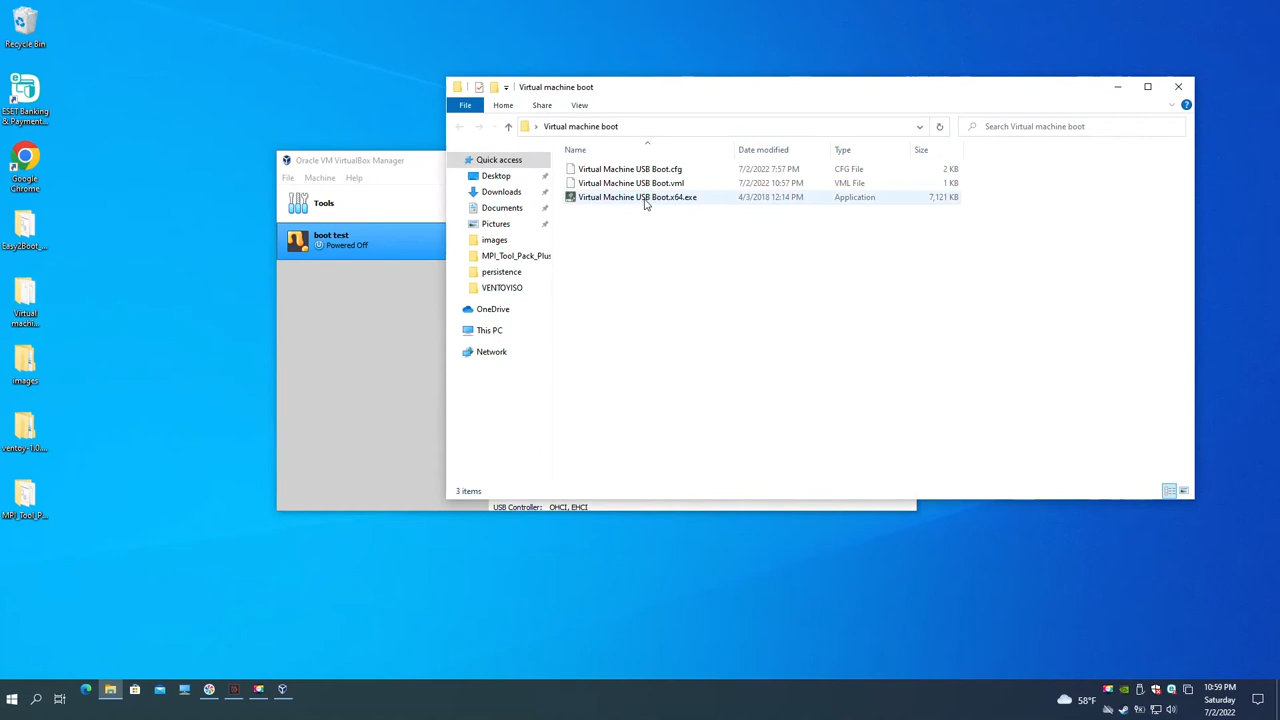 Recycle Bin
ESET Banking
& Payment...
Google
Chrome
Easy2Boot_...
Virtual
machi...
images
ventoy-1.0....
MPI_Tool_P...
Oracle VM VirtualBox Manager
File Machine Help
Tools
boot test
Powered Off
USB Controller: OHCI, EHCI
Virtual machine boot
File Home Share View
Virtual machine boot
Search Virtual machine boot
Quick access
Desktop
Downloads
Documents
Pictures
images
MPI_Tool_Pack_Plus
persistence
VENTOYISO
OneDrive
This PC
Network
Name Date modified Type Size
Virtual Machine USB Boot.cfg 7/2/2022 7:57 PM CFG File 2 KB
Virtual Machine USB Boot.vml 7/2/2022 10:57 PM VML File 1 KB
Virtual Machine USB Boot.x64.exe 4/3/2018 12:14 PM Application 7,121 KB
3 items
58°F
10:59 PM
Saturday
7/2/2022